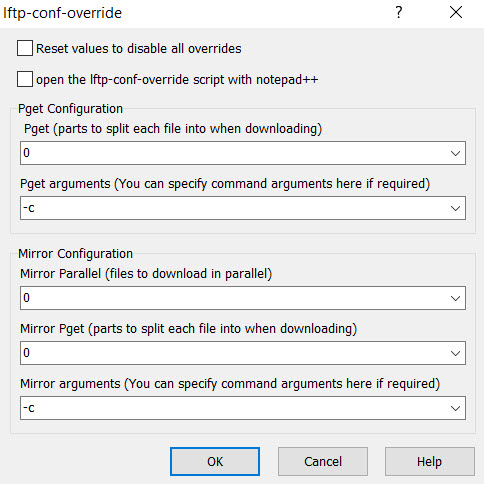 lftp-conf-override
?
Reset values to disable all overrides
open the lftp-conf-override script with notepad++
Pget Configuration
Pget (parts to split each file into when downloading)
0
Pget arguments (You can specify command arguments here if required)
-c
Mirror Configuration
Mirror Parallel (files to download in parallel)
0
Mirror Pget (parts to split each file into when downloading)
0
Mirror arguments (You can specify command arguments here if required)
-c
OK Cancel Help